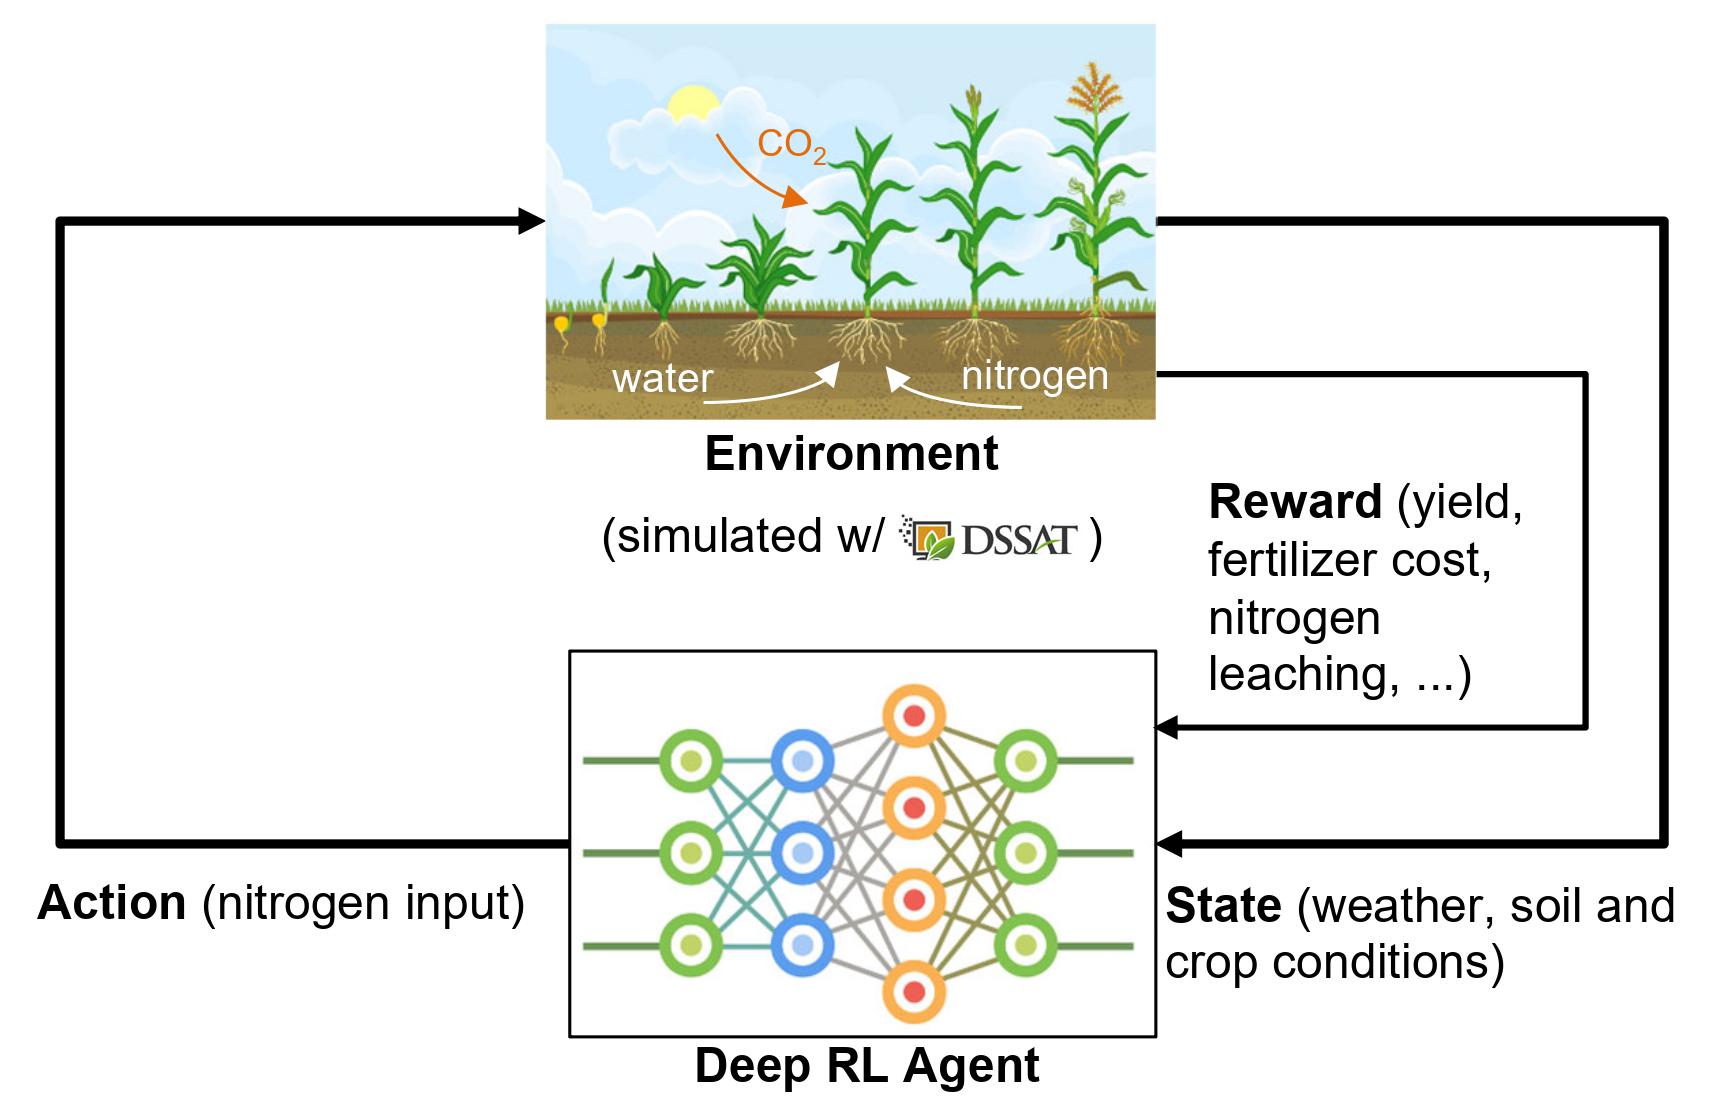 CO₂
water
nitrogen
Environment
(simulated w/ DSSAT )
Reward (yield,
fertilizer cost,
nitrogen
leaching, ...)
Action (nitrogen input)
State (weather, soil and
crop conditions)
Deep RL Agent